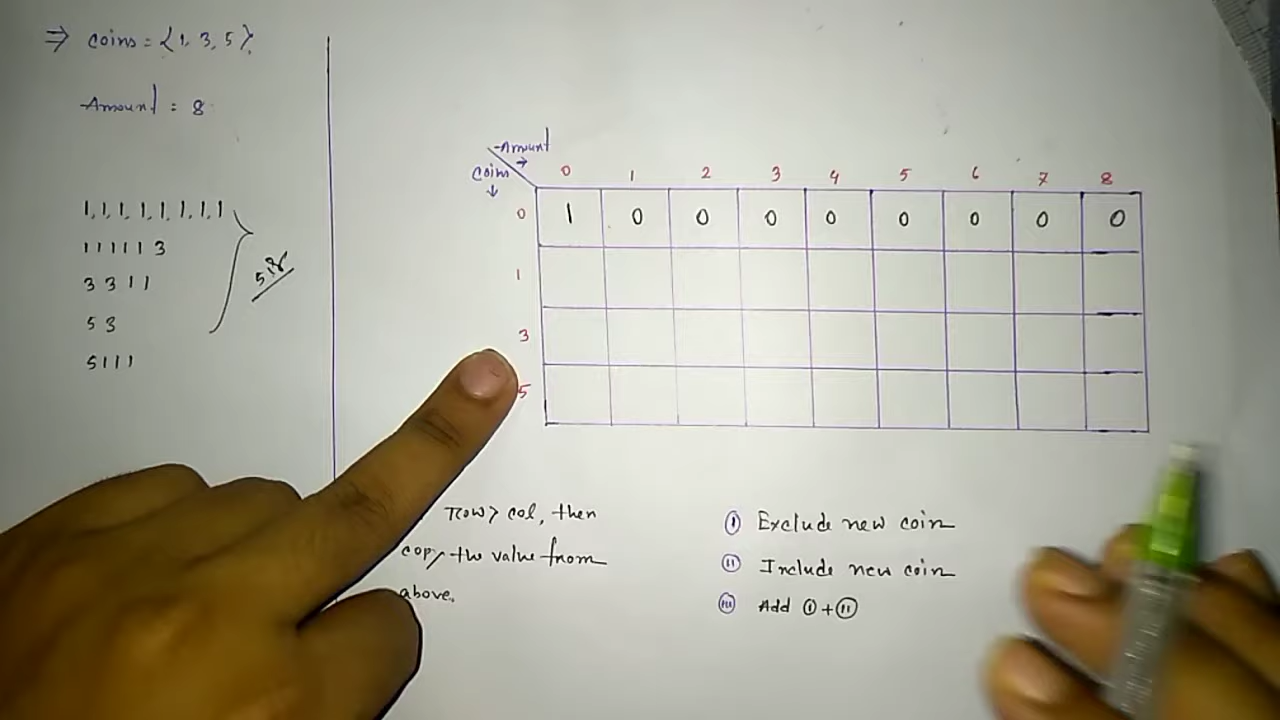 ⇒ coins = {1, 3, 5}
Amount = 8
1, 1, 1, 1, 1, 1, 1, 1
1 1 1 1 1 3
3 3 1 1
5 3
5 1 1 1
Amount →
coins ↓
0 1 2 3 4 5 6 7 8
0 1 0 0 0 0 0 0 0 0
1
3
5
row > col, then
copy the value from
above.
(i) Exclude new coin
(ii) Include new coin
(iii) Add (i) + (ii)